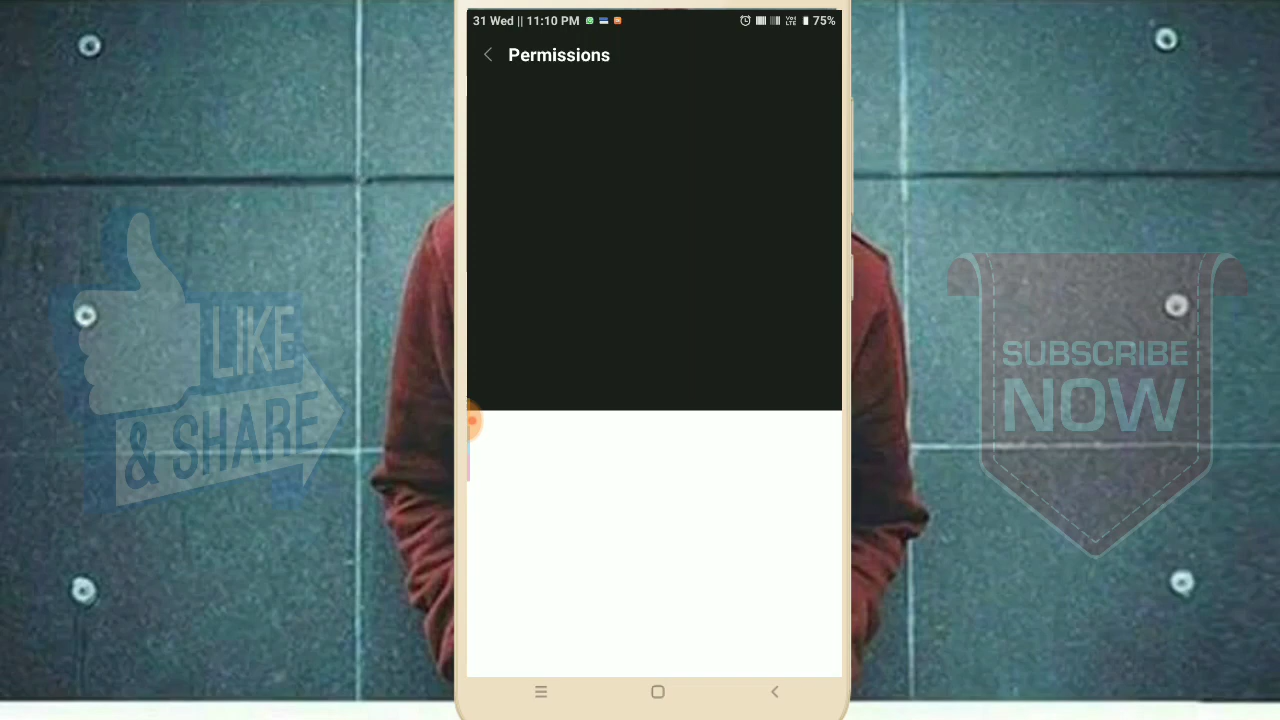 31 Wed || 11:10 PM
75%
Permissions
LIKE
& SHARE
SUBSCRIBE
NOW